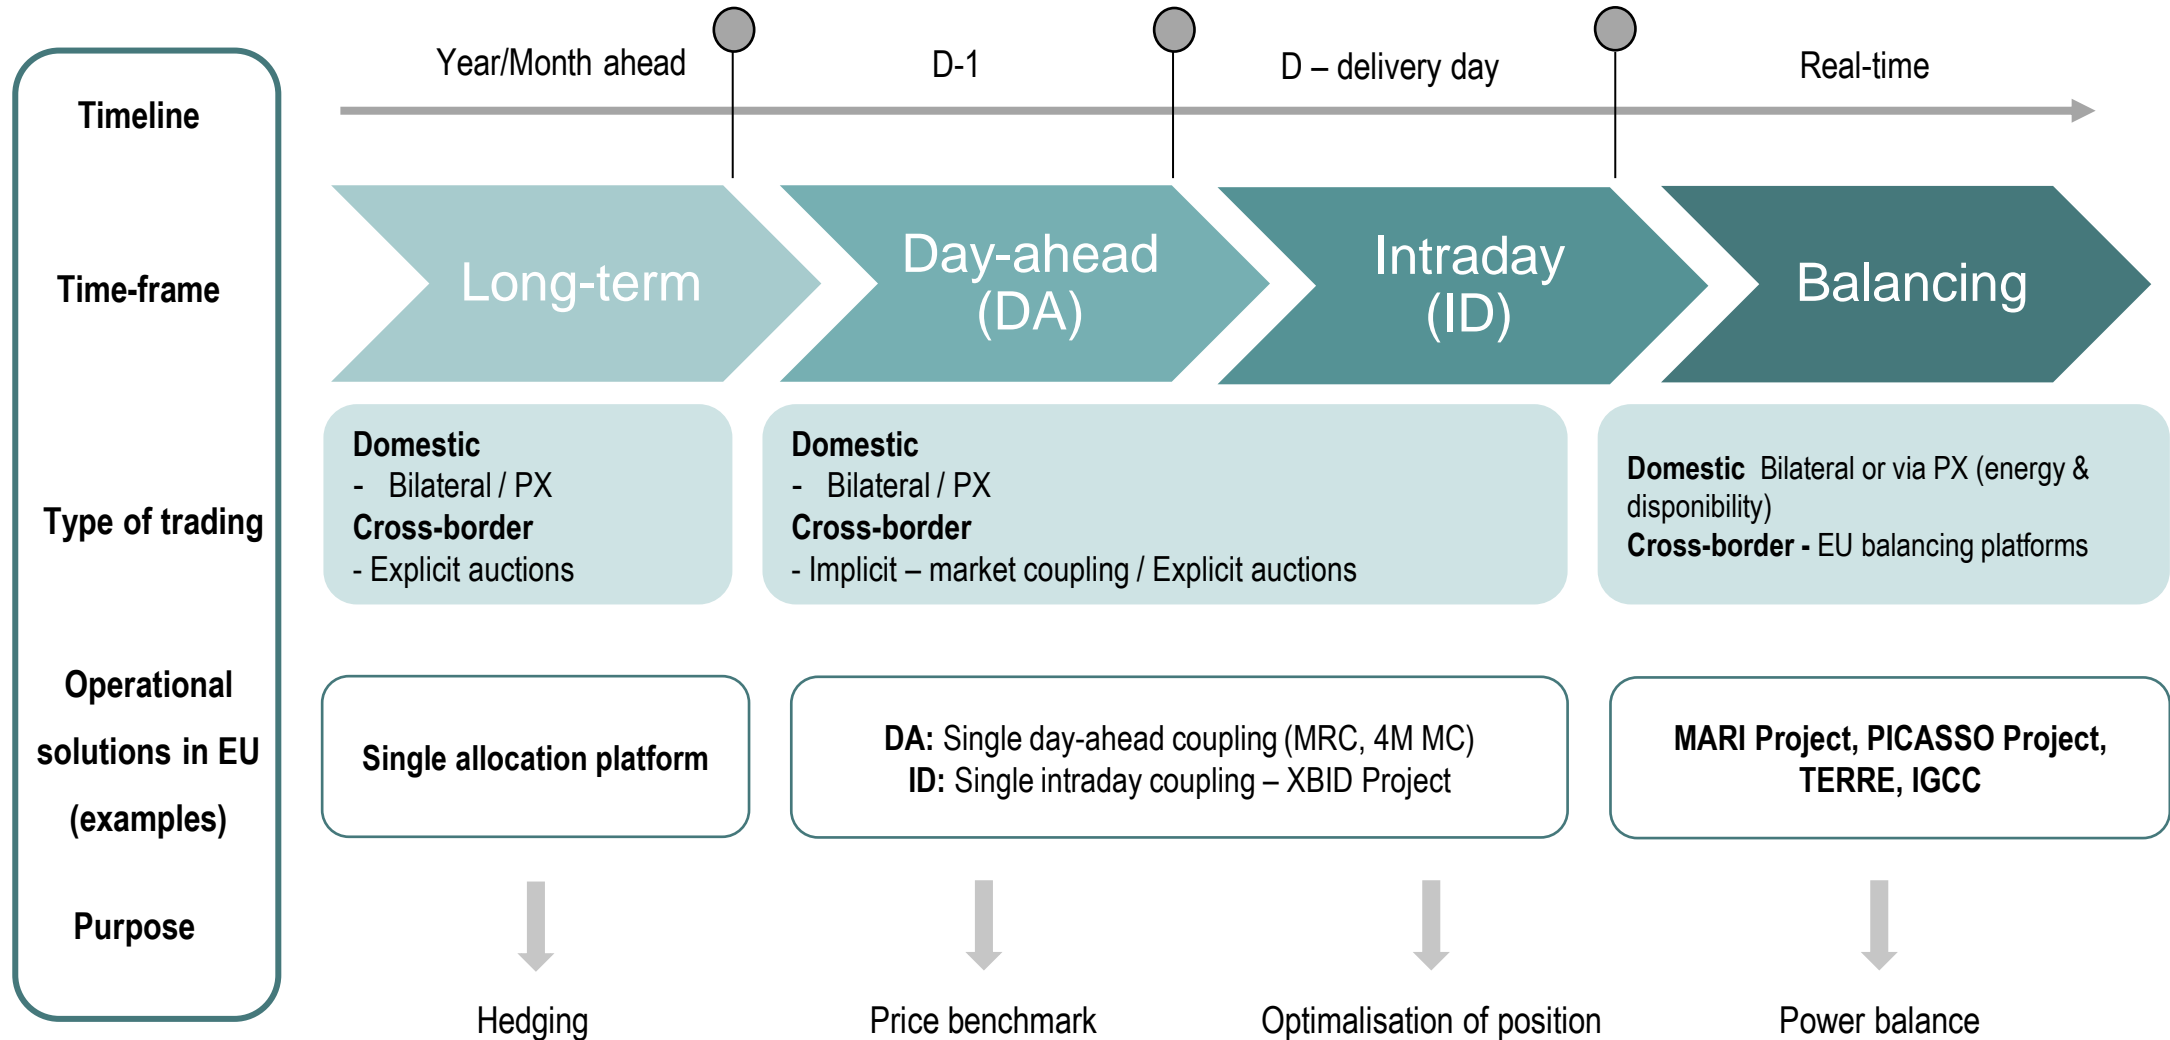 Timeline
Year/Month ahead
D-1
D – delivery day
Real-time
Time-frame
Long-term
Day-ahead
(DA)
Intraday
(ID)
Balancing
Type of trading
Domestic
- Bilateral / PX
Cross-border
- Explicit auctions
Domestic
- Bilateral / PX
Cross-border
- Implicit – market coupling / Explicit auctions
Domestic Bilateral or via PX (energy &
disponibility)
Cross-border - EU balancing platforms
Operational
solutions in EU
(examples)
Single allocation platform
DA: Single day-ahead coupling (MRC, 4M MC)
ID: Single intraday coupling – XBID Project
MARI Project, PICASSO Project,
TERRE, IGCC
Purpose
Hedging
Price benchmark
Optimalisation of position
Power balance